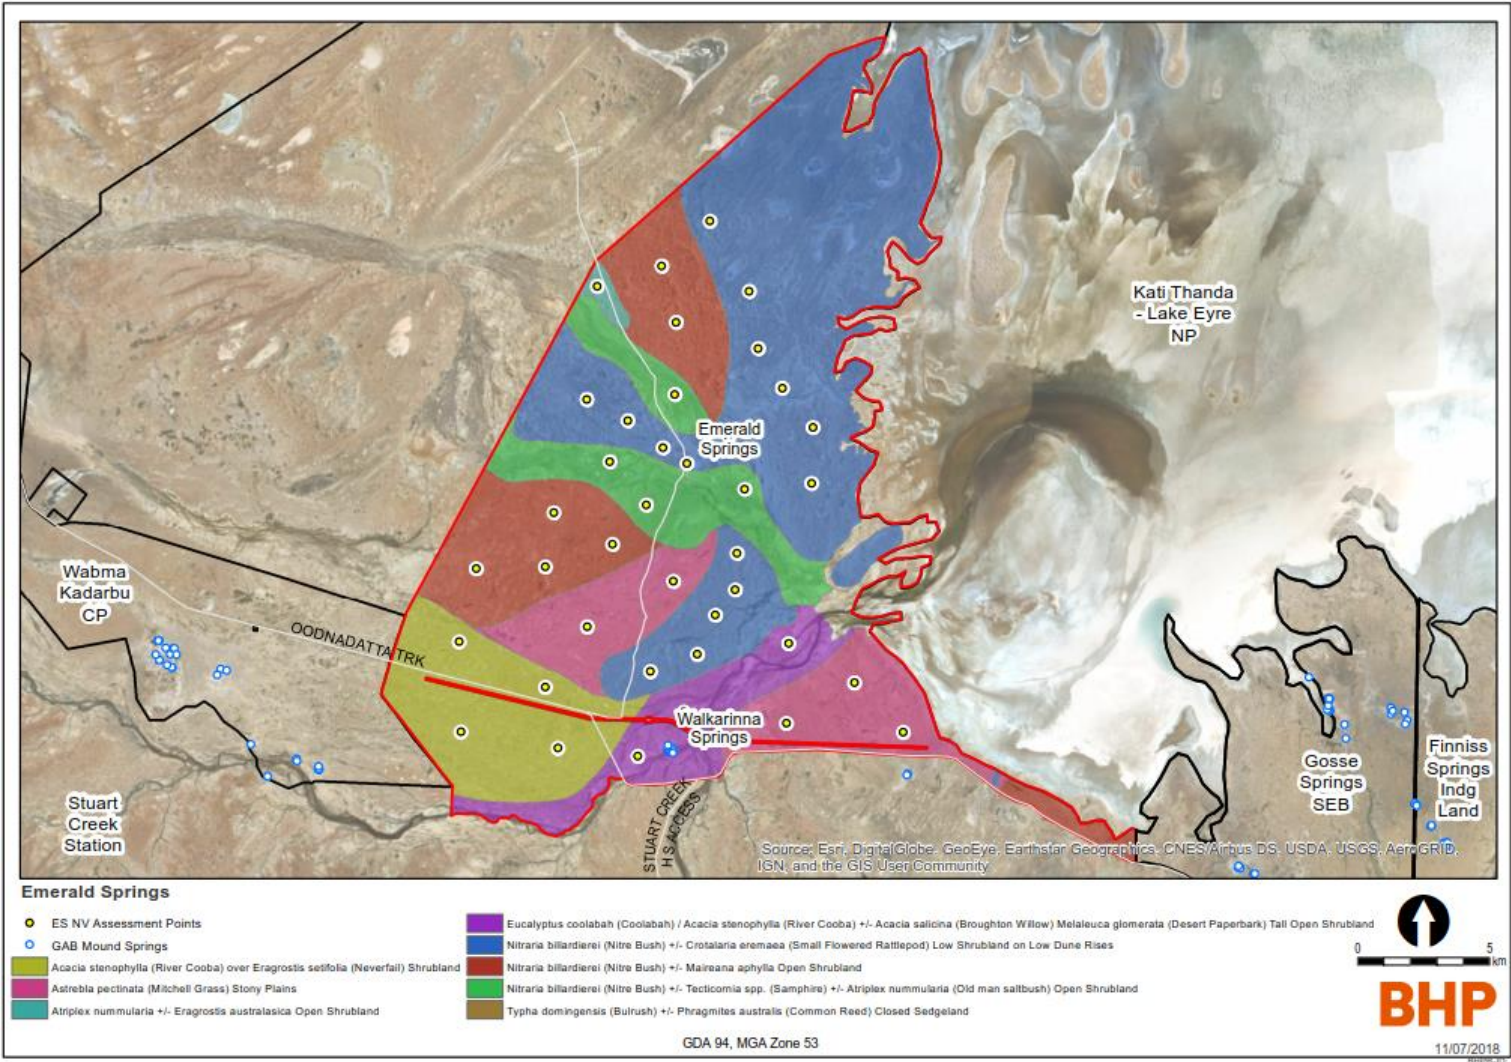 Kati Thanda
- Lake Eyre
NP
Emerald
Springs
Wabma
Kadarbu
CP
OODNADATTA TRK
Walkarinna
Springs
Stuart
Creek
Station
STUART CREEK
H S ACCESS
Gosse
Springs
SEB
Finniss
Springs
Indg
Land
Source: Esri, DigitalGlobe, GeoEye, Earthstar Geographics, CNES/Airbus DS, USDA, USGS, AeroGRID,
IGN, and the GIS User Community
Emerald Springs
ES NV Assessment Points
GAB Mound Springs
Acacia stenophylla (River Cooba) over Eragrostis setifolia (Neverfail) Shrubland
Astrebla pectinata (Mitchell Grass) Stony Plains
Atriplex nummularia +/- Eragrostis australasica Open Shrubland
Eucalyptus coolabah (Coolabah) / Acacia stenophylla (River Cooba) +/- Acacia salicina (Broughton Willow) Melaleuca glomerata (Desert Paperbark) Tall Open Shrubland
Nitraria billardierei (Nitre Bush) +/- Crotalaria eremaea (Small Flowered Rattlepod) Low Shrubland on Low Dune Rises
Nitraria billardierei (Nitre Bush) +/- Maireana aphylla Open Shrubland
Nitraria billardierei (Nitre Bush) +/- Tecticornia spp. (Samphire) +/- Atriplex nummularia (Old man saltbush) Open Shrubland
Typha domingensis (Bulrush) +/- Phragmites australis (Common Reed) Closed Sedgeland
0 5
km
BHP
GDA 94, MGA Zone 53
11/07/2018